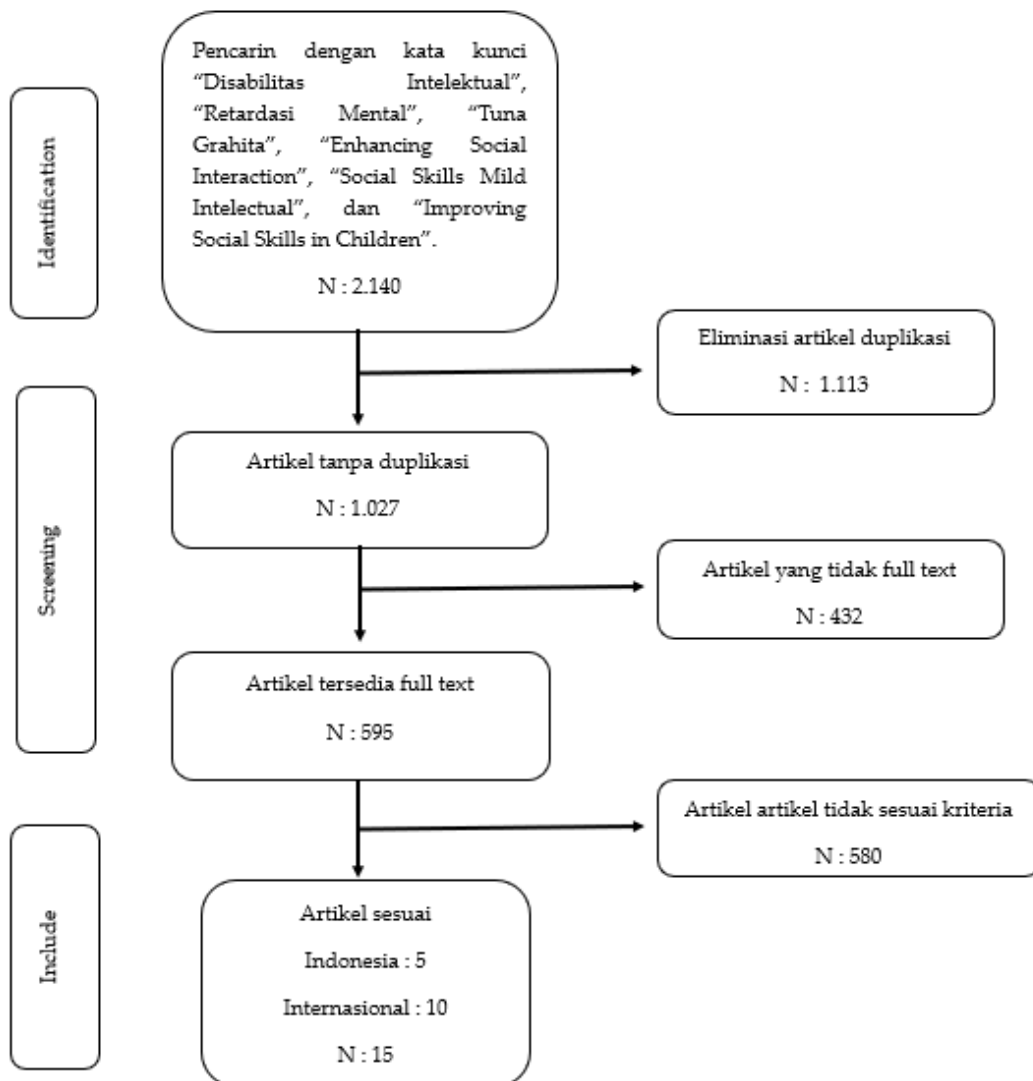 Identification
Pencarin dengan kata kunci
“Disabilitas Intelektual”,
“Retardasi Mental”, “Tuna
Grahita”, “Enhancing Social
Interaction”, “Social Skills Mild
Intelectual”, dan “Improving
Social Skills in Children”.
N : 2.140
Eliminasi artikel duplikasi
N : 1.113
Screening
Artikel tanpa duplikasi
N : 1.027
Artikel yang tidak full text
N : 432
Artikel tersedia full text
N : 595
Artikel artikel tidak sesuai kriteria
N : 580
Include
Artikel sesuai
Indonesia : 5
Internasional : 10
N : 15